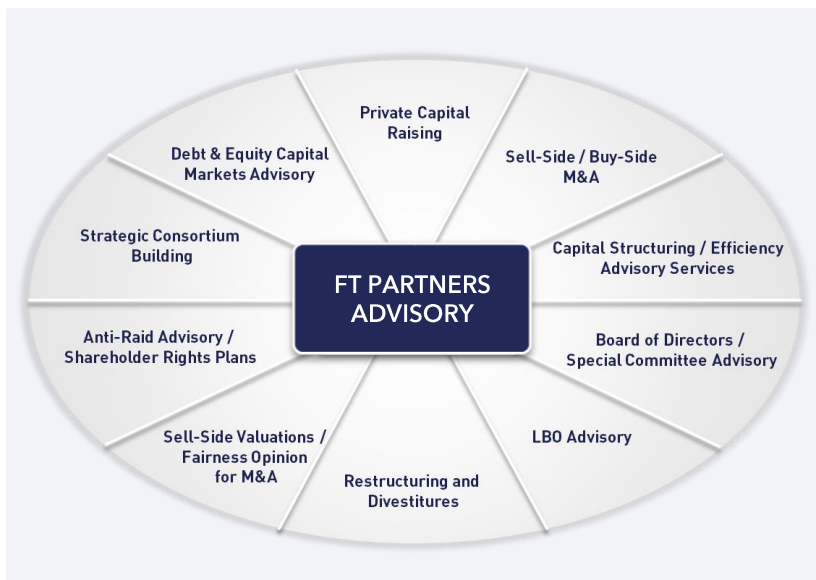 Private Capital
Raising
Sell-Side / Buy-Side
M&A
Capital Structuring / Efficiency
Advisory Services
Board of Directors /
Special Committee Advisory
LBO Advisory
Restructuring and
Divestitures
Sell-Side Valuations /
Fairness Opinion
for M&A
Anti-Raid Advisory /
Shareholder Rights Plans
Strategic Consortium
Building
Debt & Equity Capital
Markets Advisory
FT PARTNERS
ADVISORY